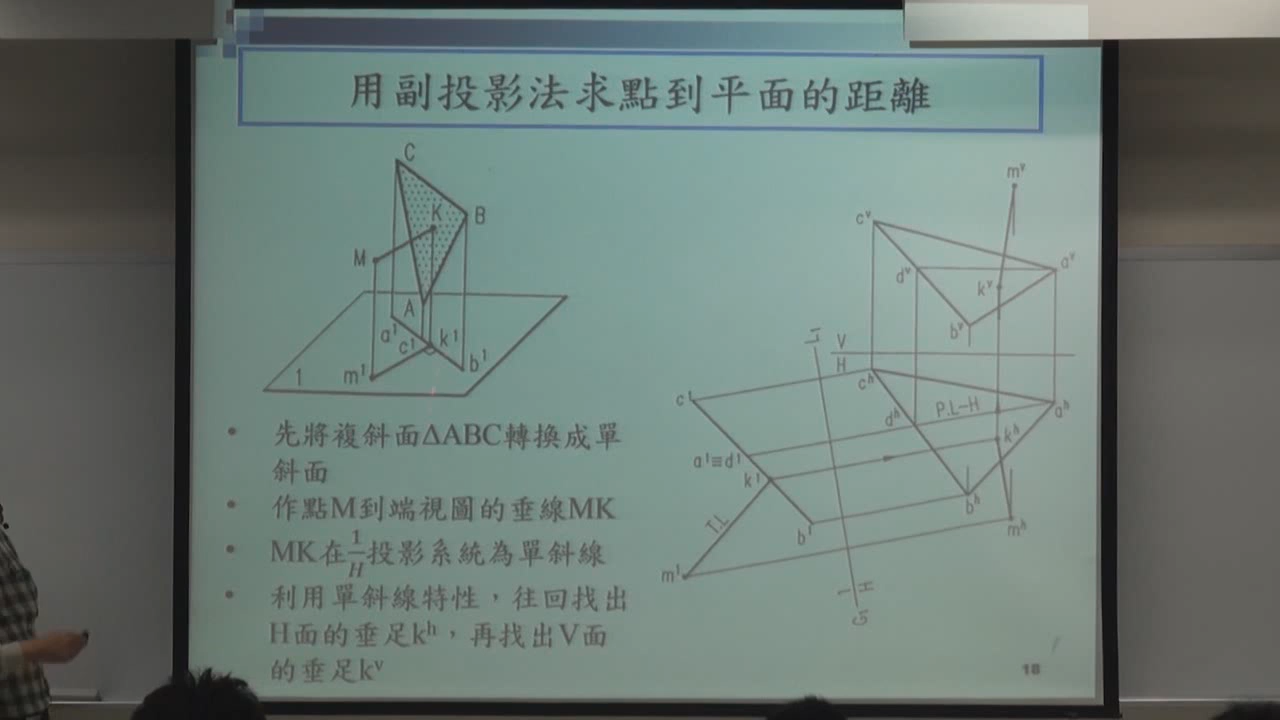 用副投影法求點到平面的距離
C
K
B
M
A
a¹
c¹
k¹
b¹
m¹
1
• 先將複斜面ΔABC轉換成單
斜面
• 作點M到端視圖的垂線MK
• MK在1/H投影系統為單斜線
• 利用單斜線特性，往回找出
H面的垂足kʰ，再找出V面
的垂足kᵛ
mᵛ
cᵛ
aᵛ
dᵛ
kᵛ
bᵛ
V
H
cʰ
c¹
P.L-H
aʰ
dʰ
kʰ
a¹≡d¹
k¹
bʰ
T.L
b¹
mʰ
m¹
1
H
18